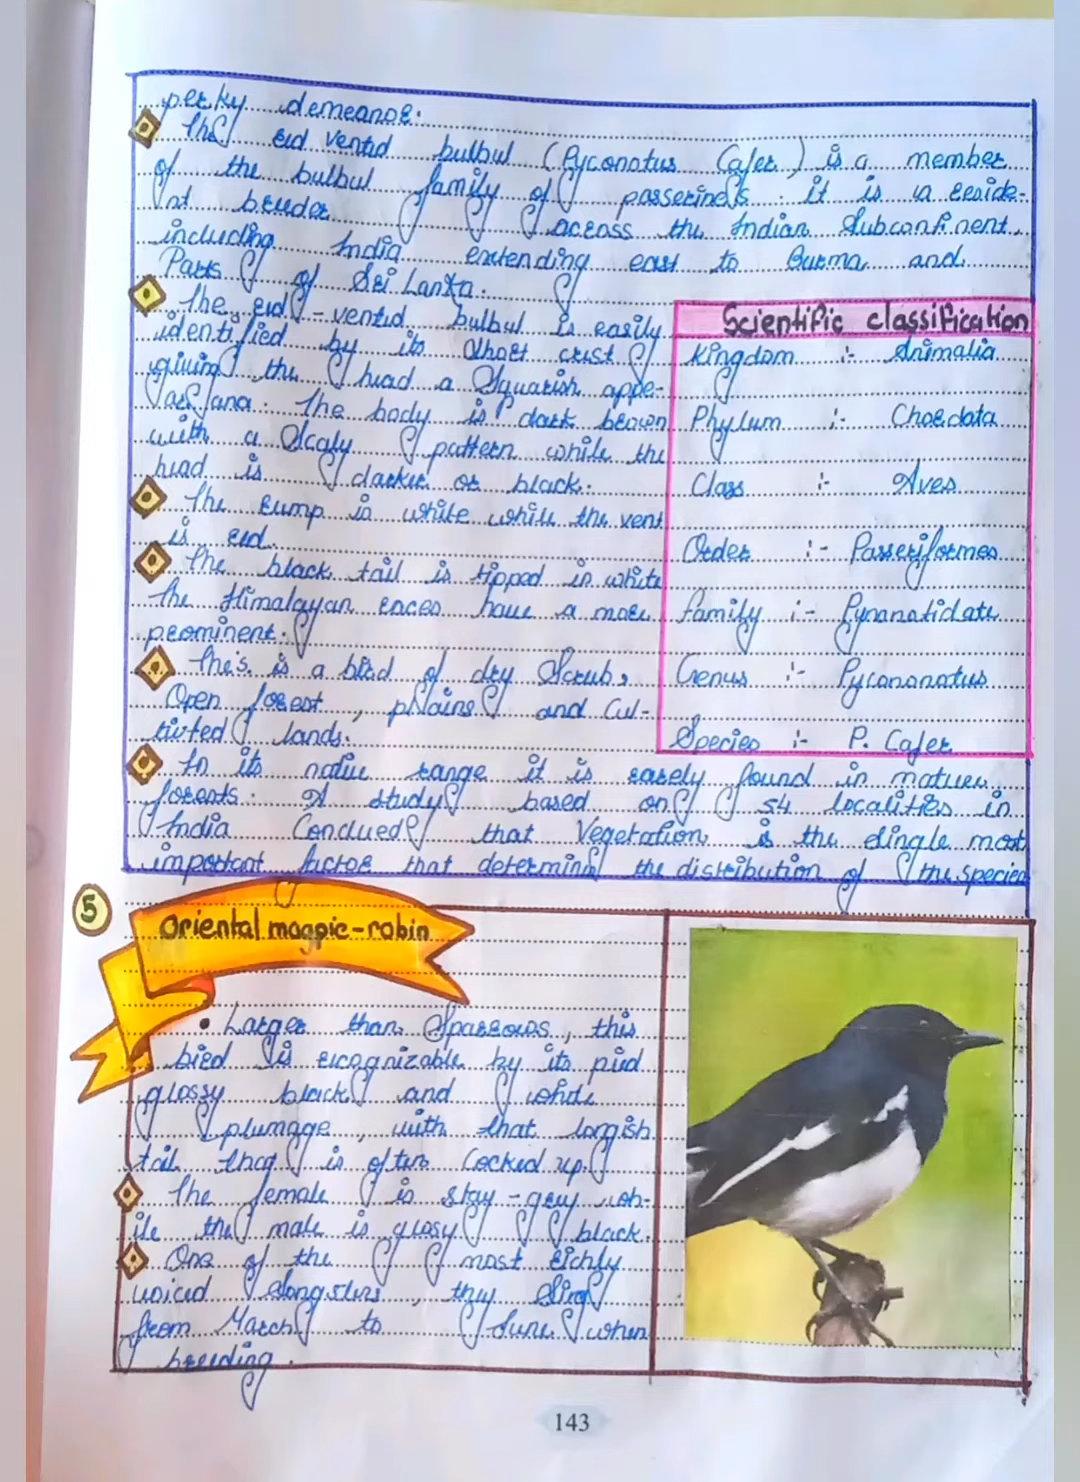 perky demeanor.
The red vented bulbul (Pyconotus Cafer) is a member
of the bulbul family of passerines. it is a reside-
nt breeder across the Indian Subcontinent,
including India extending east to Burma and
Parts of Sri Lanka.
The red-vented bulbul is easily
identified by its short crest
giving the head a Squarish appe-
arance. The body is dark brown
with a Scaly pattern while the
head is darker or black.
The rump is white while the vent
is red.
The black tail is tipped in white
The Himalayan races have a more
prominent.
The's is a bird of dry Scrub,
Open forest, plains and Cul-
tivted lands.
Scientific classification
Kingdom :- Animalia
Phylum :- Chordata
Class :- Aves
Order :- Passeriformes
family :- Pynonotidate
Genus :- Pycononotus
Species :- P. Cafer
In its native range it is rarely found in mature
forests. A study based on 54 localities in
India Conclued that Vegetation is the single most
important factor that determind the distribution of the species
5
Oriental magpie-robin
Larger than Sparrows, this
bird is recognizable by its pied
glossy black and white
plumage, with that longish
tail that is often Cocked up.
The female is slay-grey wh-
ile the male is glosy black.
One of the most richly
voiced songsters, they Sing
from March to June when
breeding.
143